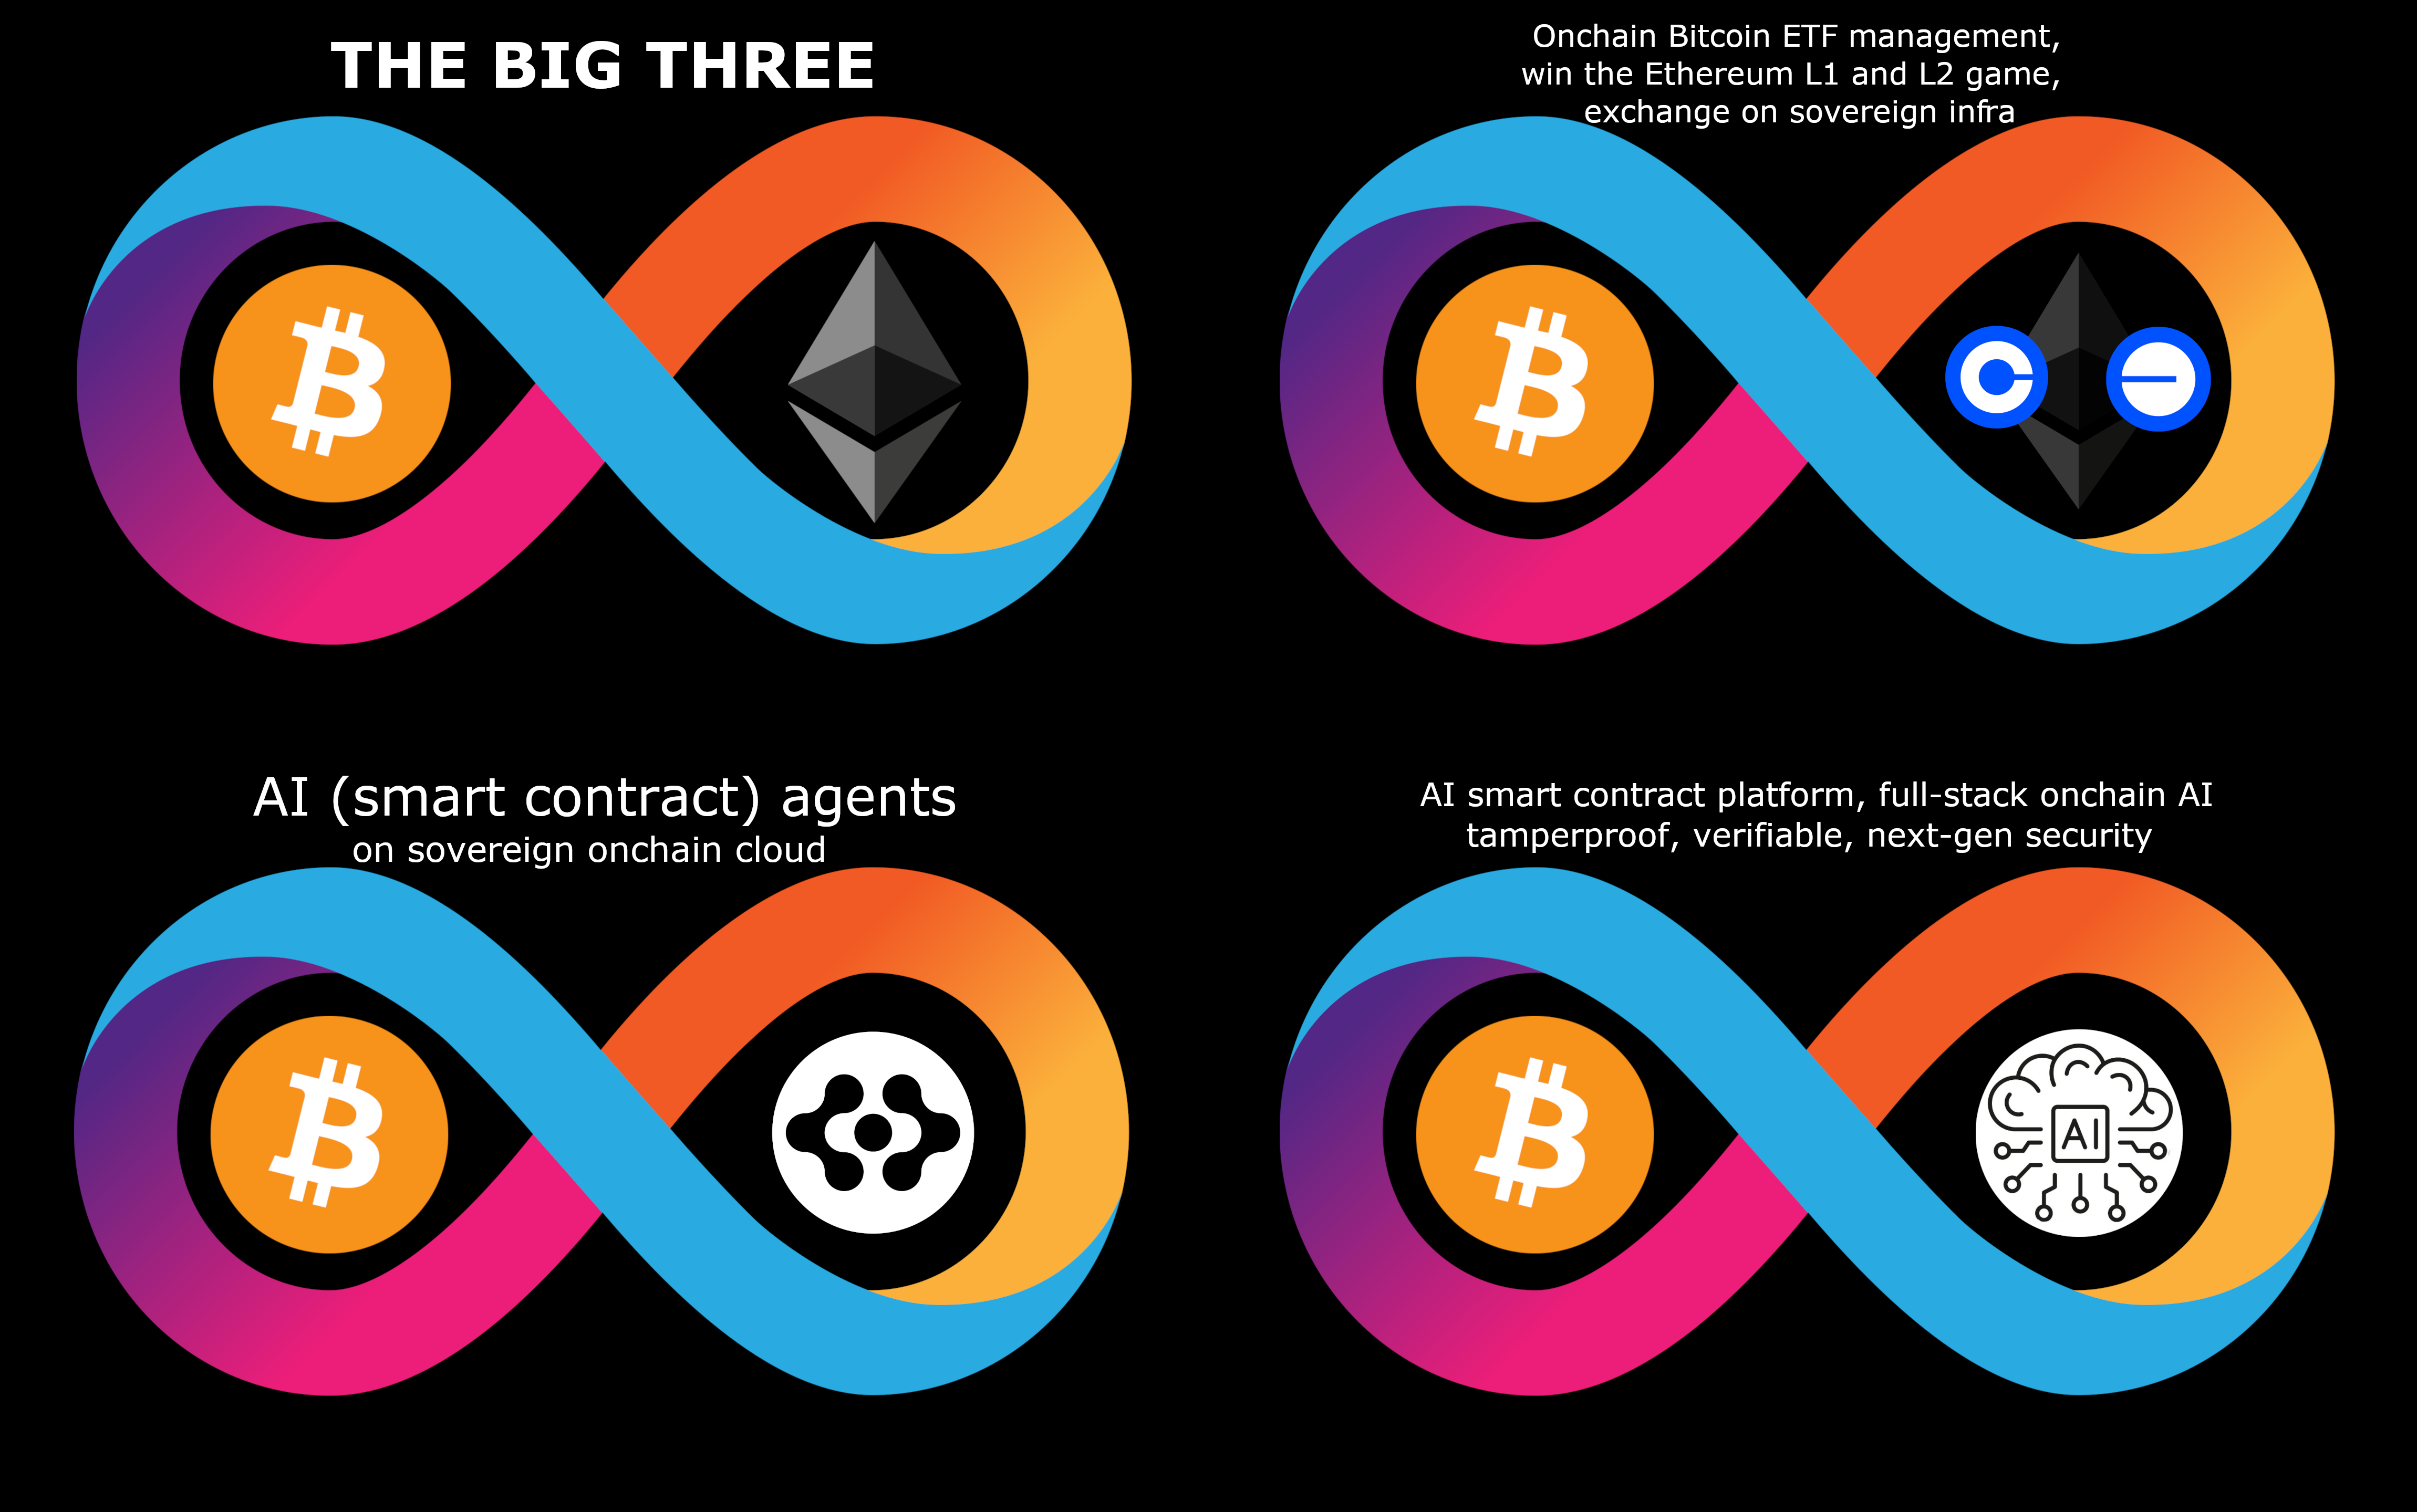 THE BIG THREE
Onchain Bitcoin ETF management,
win the Ethereum L1 and L2 game,
exchange on sovereign infra
AI (smart contract) agents
on sovereign onchain cloud
AI smart contract platform, full-stack onchain AI
tamperproof, verifiable, next-gen security
AI